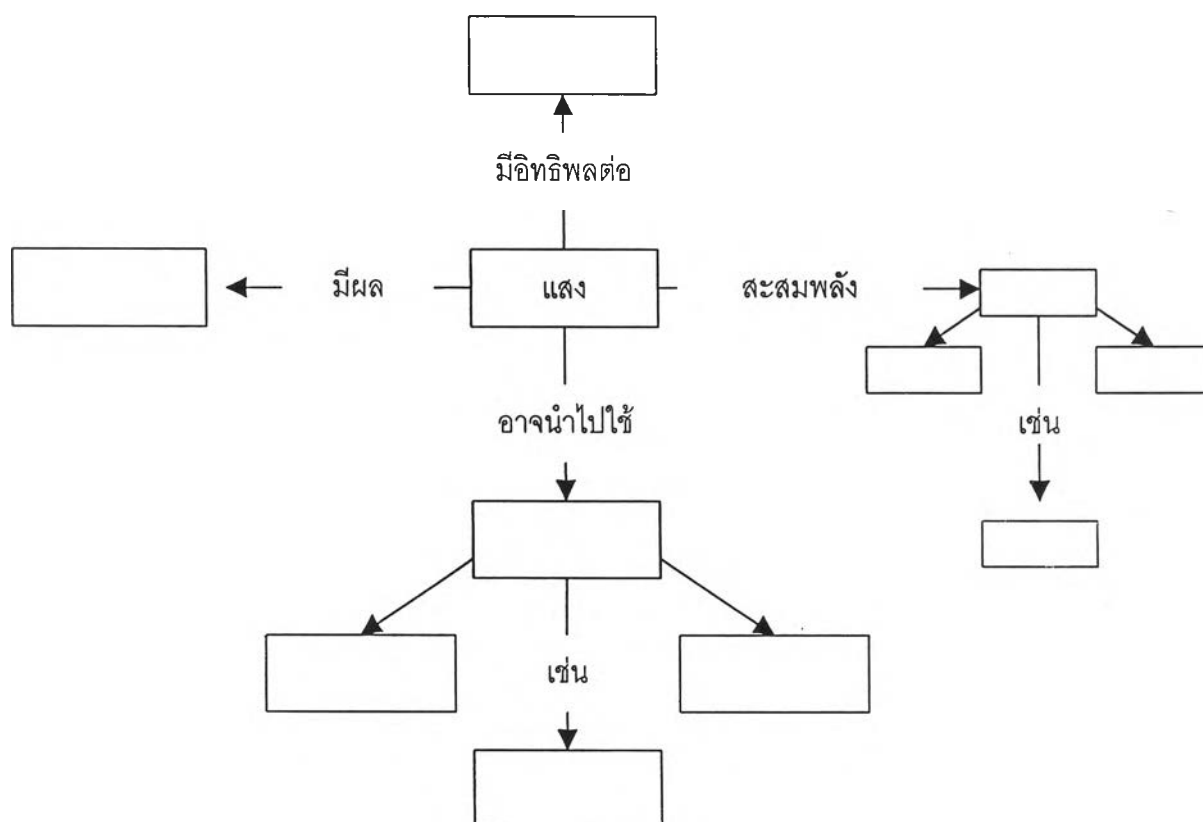 มีอิทธิพลต่อ
มีผล
แสง
สะสมพลัง
อาจนำไปใช้
เช่น
เช่น